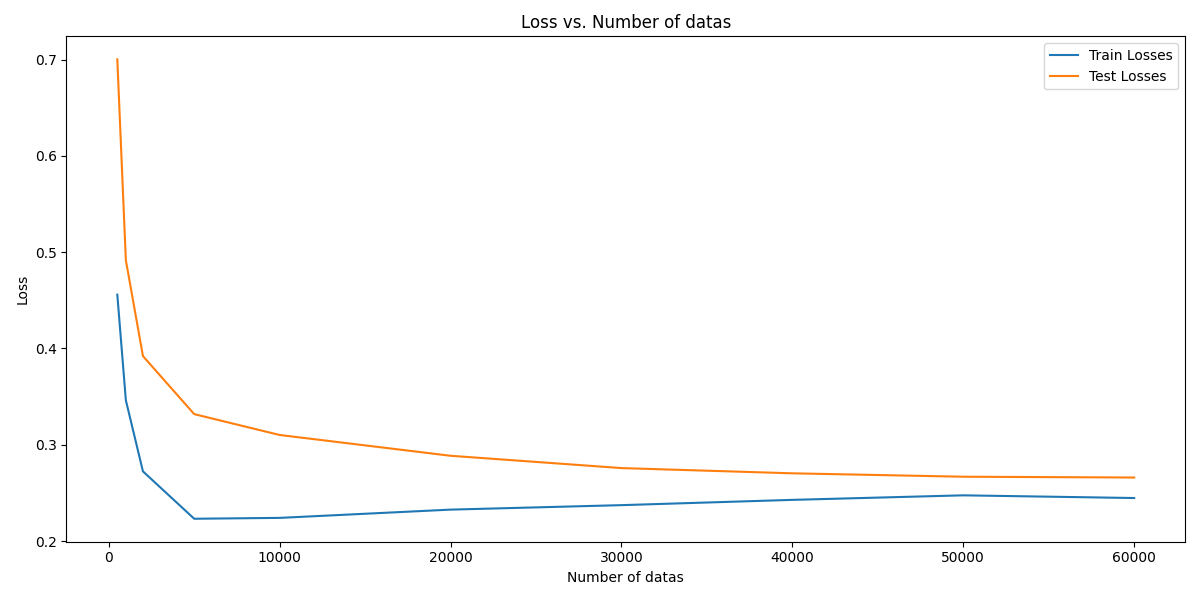 Loss vs. Number of datas
Train Losses
Test Losses
0.7
0.6
0.5
0.4
0.3
0.2
Loss
0 10000 20000 30000 40000 50000 60000
Number of datas